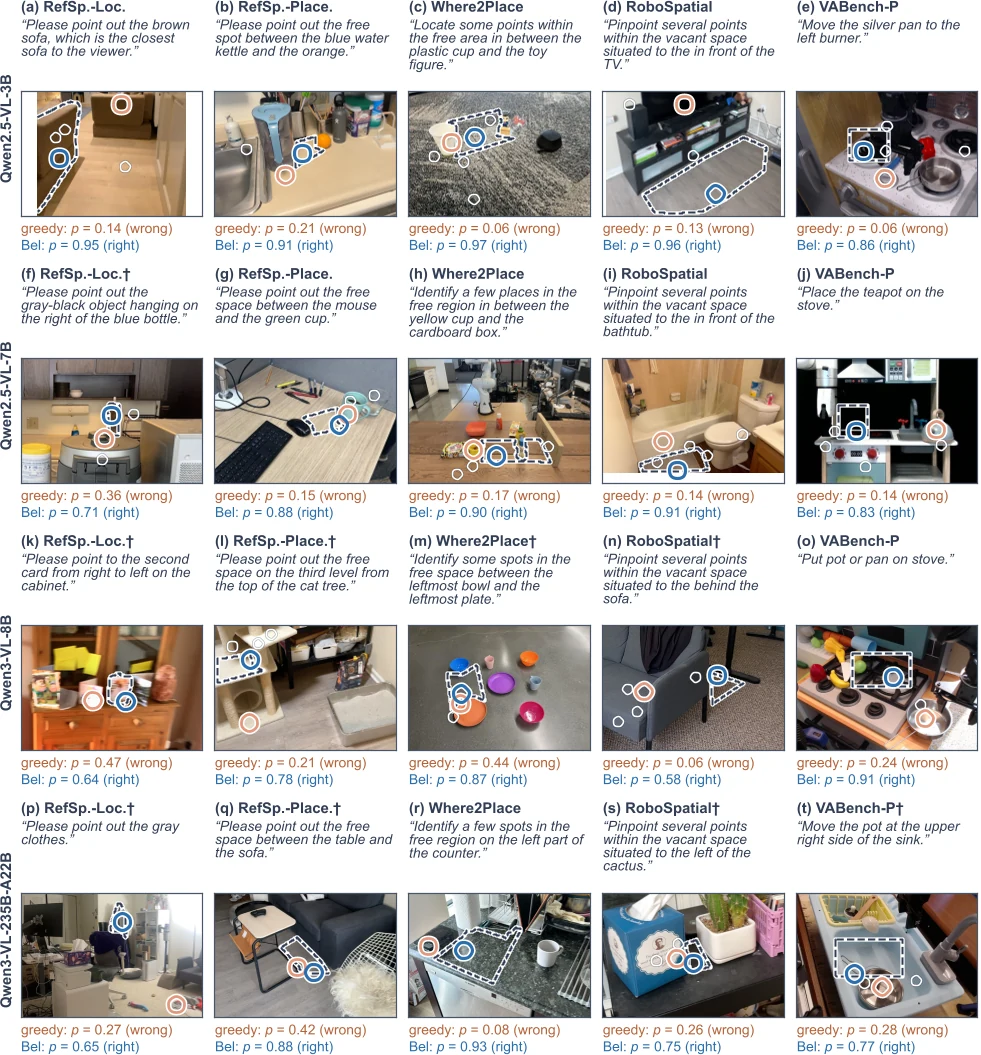 (a) RefSp.-Loc.
“Please point out the brown
sofa, which is the closest
sofa to the viewer.”
(b) RefSp.-Place.
“Please point out the free
spot between the blue water
kettle and the orange.”
(c) Where2Place
“Locate some points within
the free area in between the
plastic cup and the toy
figure.”
(d) RoboSpatial
“Pinpoint several points
within the vacant space
situated to the in front of the
TV.”
(e) VABench-P
“Move the silver pan to the
left burner.”
Qwen2.5-VL-3B
greedy: p = 0.14 (wrong)
Bel: p = 0.95 (right)
greedy: p = 0.21 (wrong)
Bel: p = 0.91 (right)
greedy: p = 0.06 (wrong)
Bel: p = 0.97 (right)
greedy: p = 0.13 (wrong)
Bel: p = 0.96 (right)
greedy: p = 0.06 (wrong)
Bel: p = 0.86 (right)
(f) RefSp.-Loc.†
“Please point out the
gray-black object hanging on
the right of the blue bottle.”
(g) RefSp.-Place.
“Please point out the free
space between the mouse
and the green cup.”
(h) Where2Place
“Identify a few places in the
free region in between the
yellow cup and the
cardboard box.”
(i) RoboSpatial
“Pinpoint several points
within the vacant space
situated to the in front of the
bathtub.”
(j) VABench-P
“Place the teapot on the
stove.”
Qwen2.5-VL-7B
greedy: p = 0.36 (wrong)
Bel: p = 0.71 (right)
greedy: p = 0.15 (wrong)
Bel: p = 0.88 (right)
greedy: p = 0.17 (wrong)
Bel: p = 0.90 (right)
greedy: p = 0.14 (wrong)
Bel: p = 0.91 (right)
greedy: p = 0.14 (wrong)
Bel: p = 0.83 (right)
(k) RefSp.-Loc.†
“Please point to the second
card from right to left on the
cabinet.”
(l) RefSp.-Place.†
“Please point out the free
space on the third level from
the top of the cat tree.”
(m) Where2Place†
“Identify some spots in the
free space between the
leftmost bowl and the
leftmost plate.”
(n) RoboSpatial†
“Pinpoint several points
within the vacant space
situated to the behind the
sofa.”
(o) VABench-P
“Put pot or pan on stove.”
Qwen3-VL-8B
greedy: p = 0.47 (wrong)
Bel: p = 0.64 (right)
greedy: p = 0.21 (wrong)
Bel: p = 0.78 (right)
greedy: p = 0.44 (wrong)
Bel: p = 0.87 (right)
greedy: p = 0.06 (wrong)
Bel: p = 0.58 (right)
greedy: p = 0.24 (wrong)
Bel: p = 0.91 (right)
(p) RefSp.-Loc.†
“Please point out the gray
clothes.”
(q) RefSp.-Place.†
“Please point out the free
space between the table and
the sofa.”
(r) Where2Place
“Identify a few spots in the
free region on the left part of
the counter.”
(s) RoboSpatial†
“Pinpoint several points
within the vacant space
situated to the left of the
cactus.”
(t) VABench-P†
“Move the pot at the upper
right side of the sink.”
Qwen3-VL-235B-A22B
greedy: p = 0.27 (wrong)
Bel: p = 0.65 (right)
greedy: p = 0.42 (wrong)
Bel: p = 0.88 (right)
greedy: p = 0.08 (wrong)
Bel: p = 0.93 (right)
greedy: p = 0.26 (wrong)
Bel: p = 0.75 (right)
greedy: p = 0.28 (wrong)
Bel: p = 0.77 (right)